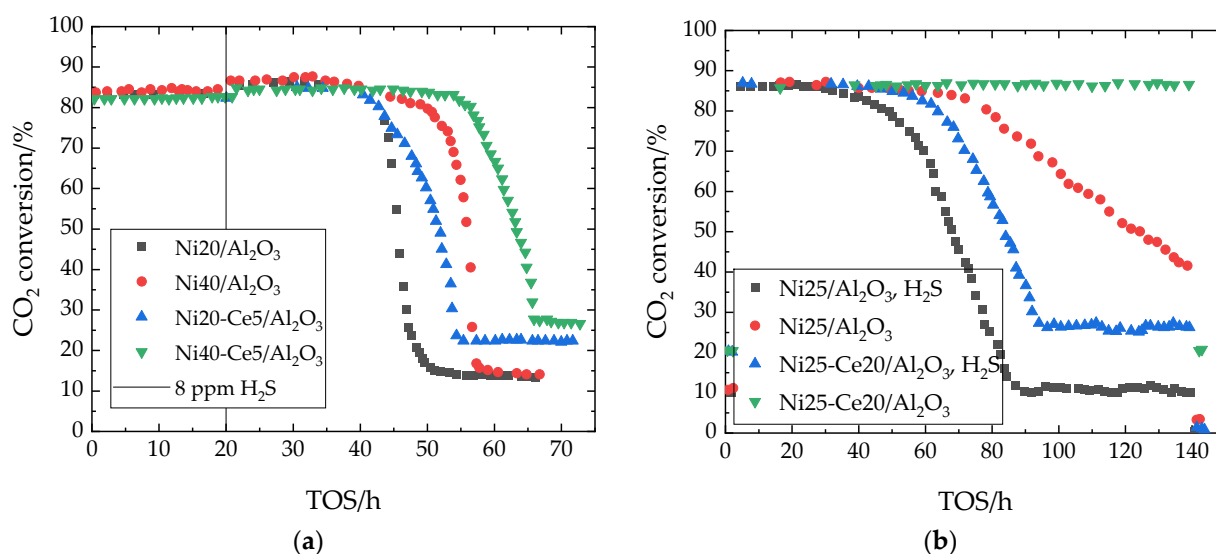 100
90
80
70
60
50
40
30
20
10
0
CO₂ conversion/%
Ni20/Al₂O₃
Ni40/Al₂O₃
Ni20-Ce5/Al₂O₃
Ni40-Ce5/Al₂O₃
8 ppm H₂S
0 10 20 30 40 50 60 70
TOS/h
(a)
100
90
80
70
60
50
40
30
20
10
0
CO₂ conversion/%
Ni25/Al₂O₃, H₂S
Ni25/Al₂O₃
Ni25-Ce20/Al₂O₃, H₂S
Ni25-Ce20/Al₂O₃
0 20 40 60 80 100 120 140
TOS/h
(b)